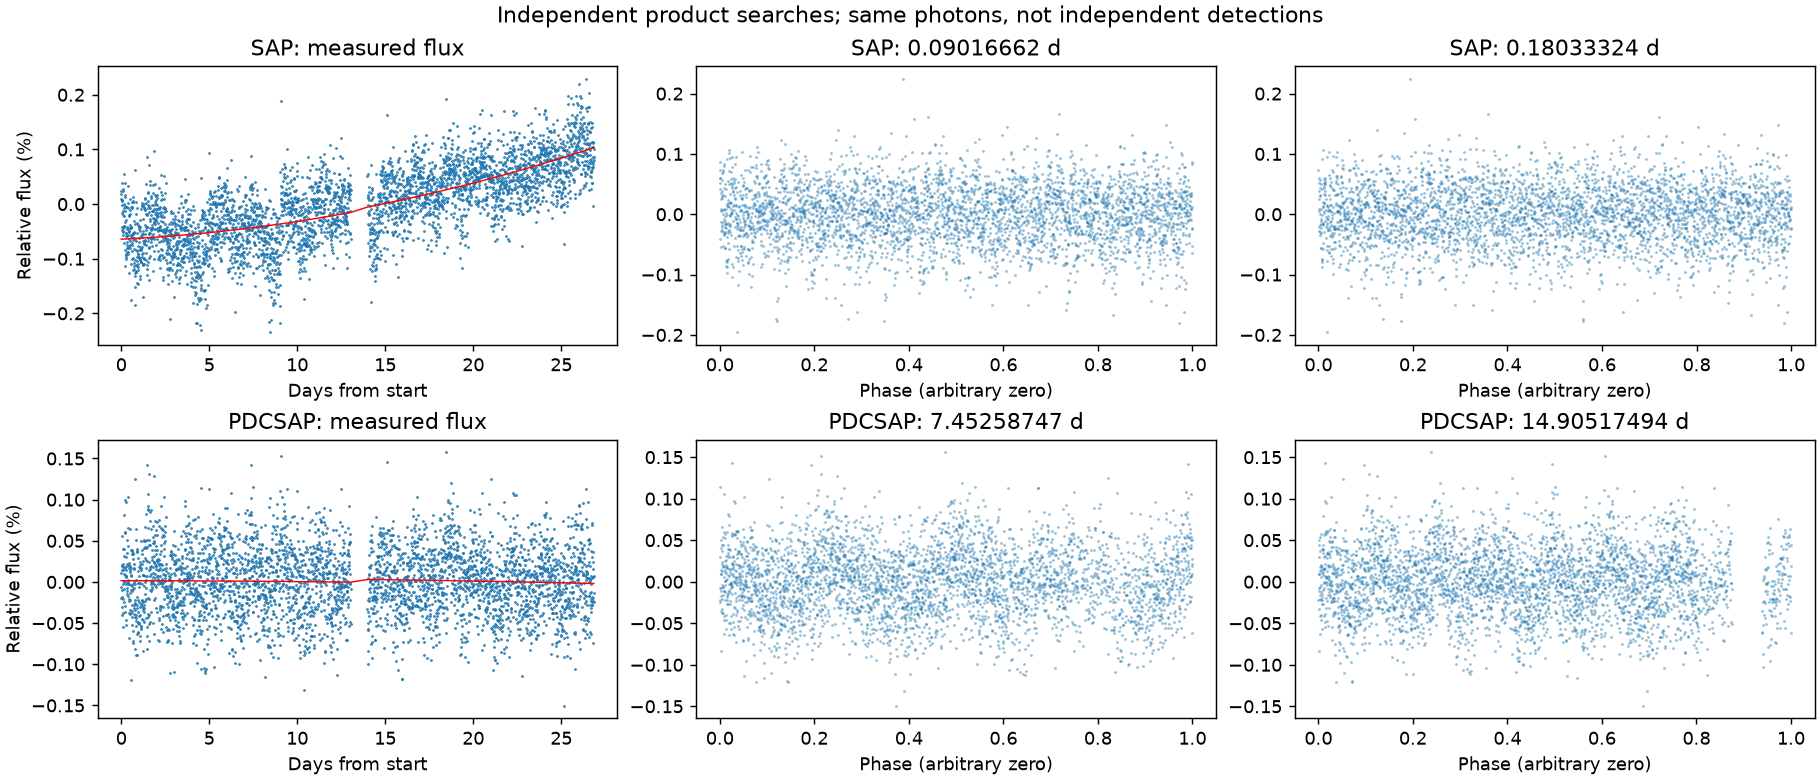 Independent product searches; same photons, not independent detections
SAP: measured flux
SAP: 0.09016662 d
SAP: 0.18033324 d
Relative flux (%)
0.2
0.1
0.0
−0.1
−0.2
0 5 10 15 20 25
Days from start
0.2
0.1
0.0
−0.1
−0.2
0.0 0.2 0.4 0.6 0.8 1.0
Phase (arbitrary zero)
0.2
0.1
0.0
−0.1
−0.2
0.0 0.2 0.4 0.6 0.8 1.0
Phase (arbitrary zero)
PDCSAP: measured flux
PDCSAP: 7.45258747 d
PDCSAP: 14.90517494 d
Relative flux (%)
0.15
0.10
0.05
0.00
−0.05
−0.10
−0.15
0 5 10 15 20 25
Days from start
0.15
0.10
0.05
0.00
−0.05
−0.10
−0.15
0.0 0.2 0.4 0.6 0.8 1.0
Phase (arbitrary zero)
0.15
0.10
0.05
0.00
−0.05
−0.10
−0.15
0.0 0.2 0.4 0.6 0.8 1.0
Phase (arbitrary zero)